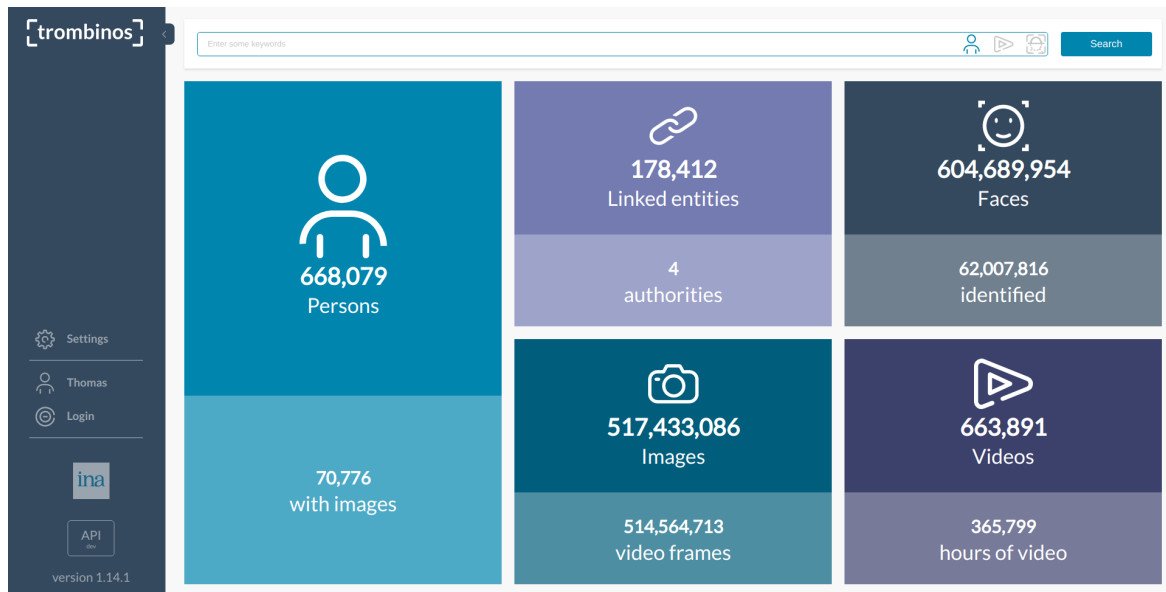 [trombinos]
Enter some keywords
Search
668,079
Persons
70,776
with images
178,412
Linked entities
4
authorities
604,689,954
Faces
62,007,816
identified
517,433,086
Images
514,564,713
video frames
663,891
Videos
365,799
hours of video
Settings
Thomas
Login
ina
API
dev
version 1.14.1